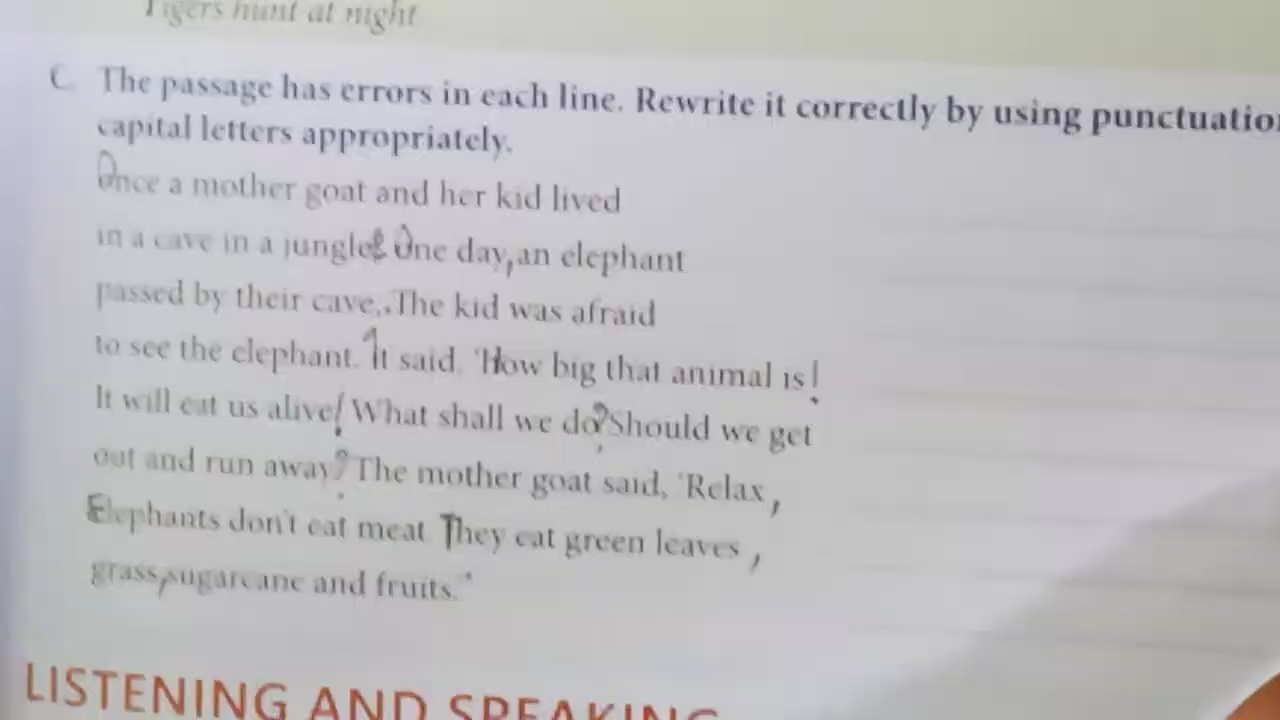 Tigers hunt at night
C. The passage has errors in each line. Rewrite it correctly by using punctuation
capital letters appropriately.
Once a mother goat and her kid lived
in a cave in a jungle. One day, an elephant
passed by their cave. The kid was afraid
to see the elephant. It said, 'How big that animal is!
It will eat us alive! What shall we do? Should we get
out and run away? The mother goat said, 'Relax,
Elephants don't eat meat They eat green leaves,
grass, sugarcane and fruits."
LISTENING AND SPEAKING